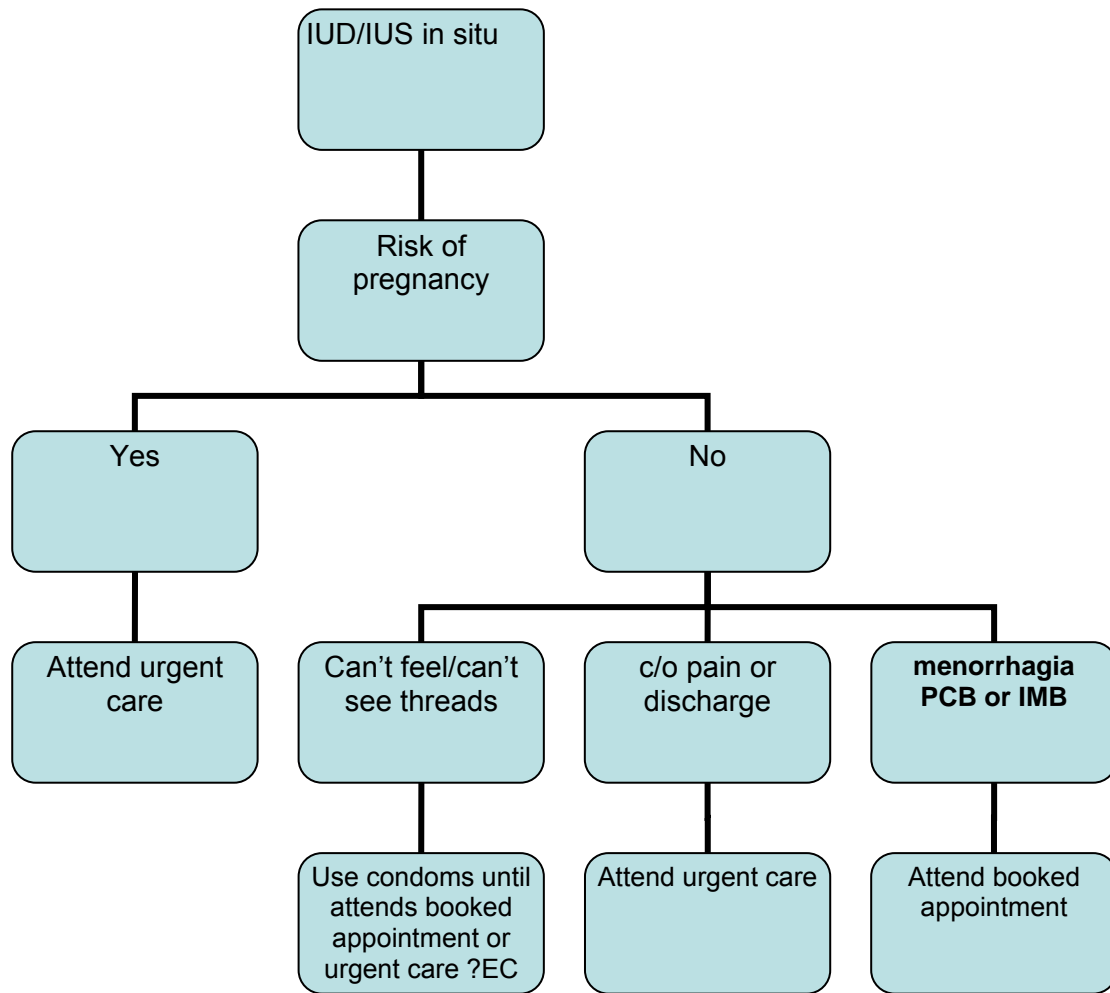 IUD/IUS in situ
Risk of
pregnancy
Yes
No
Attend urgent
care
Can’t feel/can’t
see threads
c/o pain or
discharge
menorrhagia
PCB or IMB
Use condoms until
attends booked
appointment or
urgent care ?EC
Attend urgent care
Attend booked
appointment